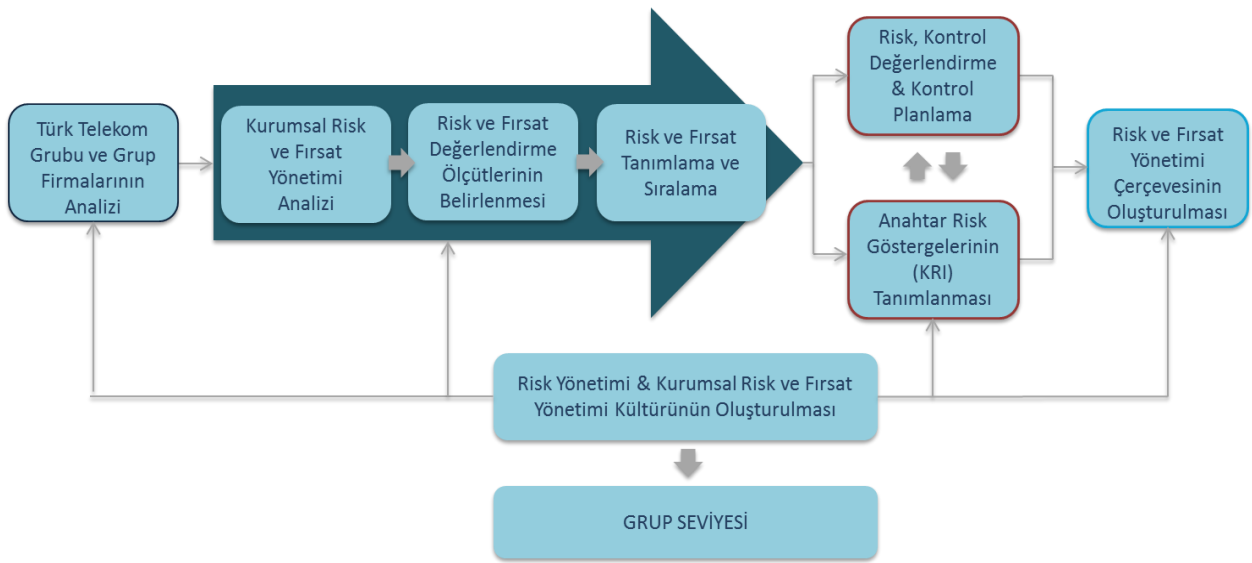 Türk Telekom
Grubu ve Grup
Firmalarının
Analizi
Kurumsal Risk
ve Fırsat
Yönetimi
Analizi
Risk ve Fırsat
Değerlendirme
Ölçütlerinin
Belirlenmesi
Risk ve Fırsat
Tanımlama ve
Sıralama
Risk, Kontrol
Değerlendirme
& Kontrol
Planlama
Anahtar Risk
Göstergelerinin
(KRI)
Tanımlanması
Risk ve Fırsat
Yönetimi
Çerçevesinin
Oluşturulması
Risk Yönetimi & Kurumsal Risk ve Fırsat
Yönetimi Kültürünün Oluşturulması
GRUP SEVİYESİ